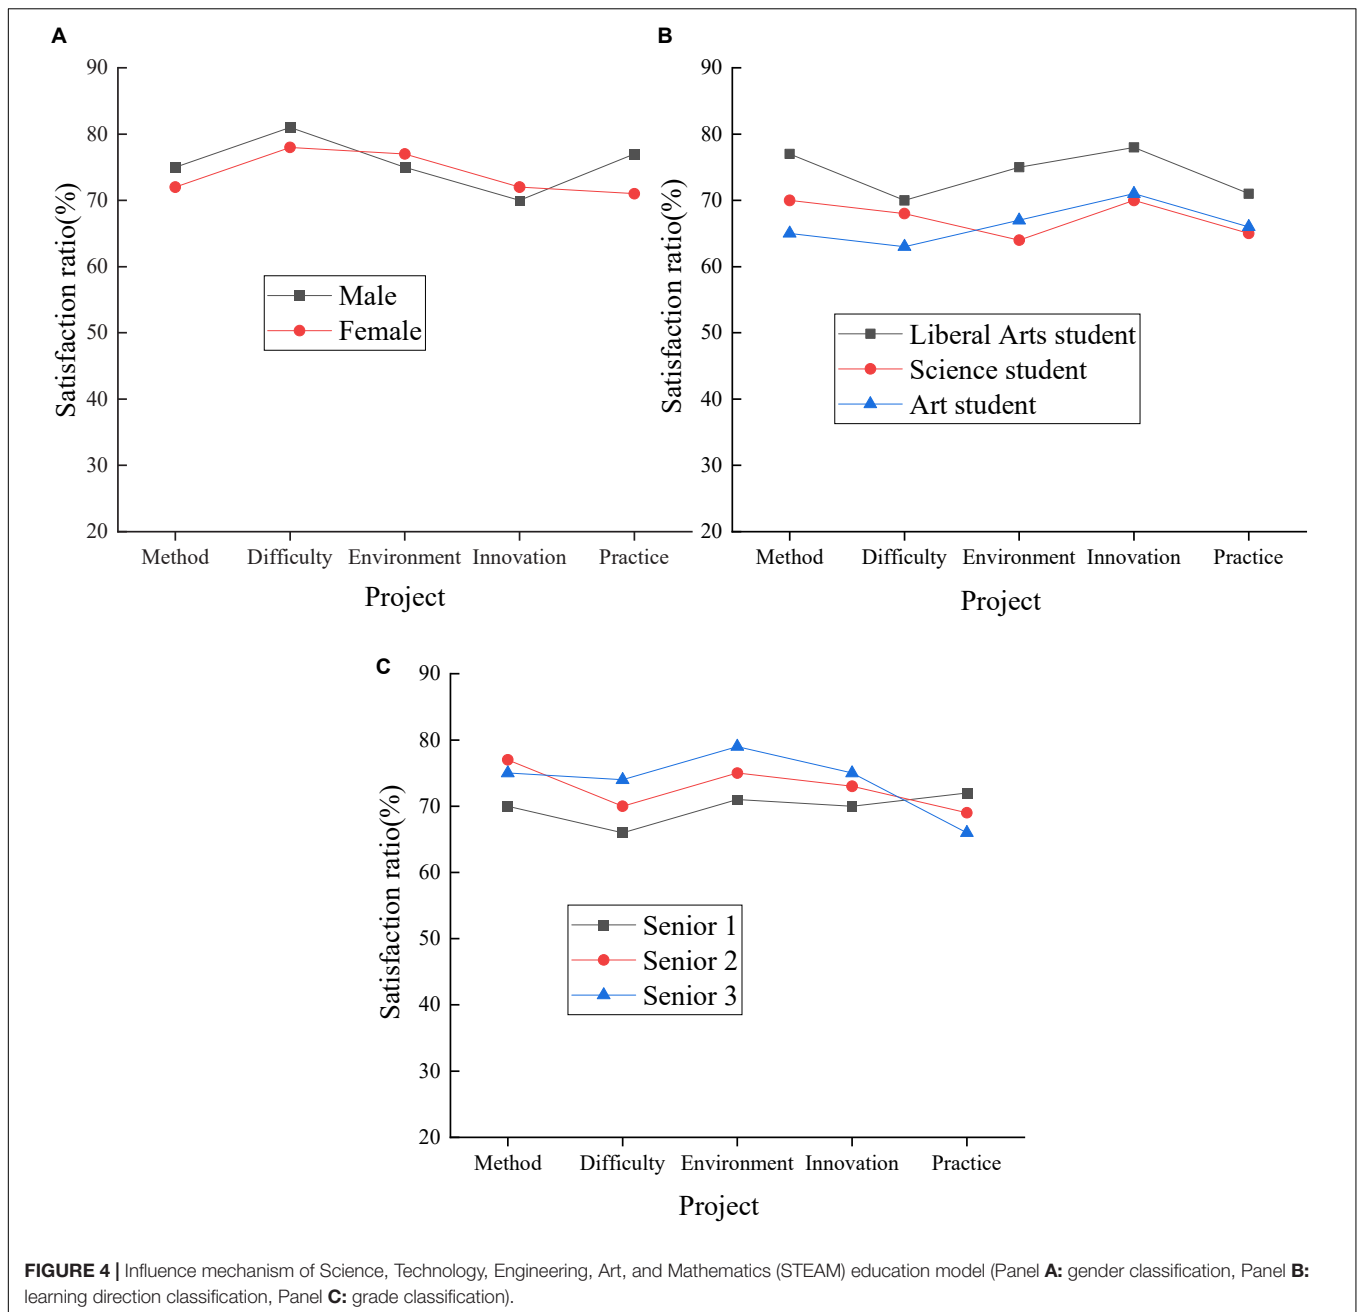 A
90
80
70
60
50
40
30
20
Satisfaction ratio(%)
Male
Female
Method Difficulty Environment Innovation Practice
Project
B
90
80
70
60
50
40
30
20
Satisfaction ratio(%)
Liberal Arts student
Science student
Art student
Method Difficulty Environment Innovation Practice
Project
C
90
80
70
60
50
40
30
20
Satisfaction ratio(%)
Senior 1
Senior 2
Senior 3
Method Difficulty Environment Innovation Practice
Project
FIGURE 4 | Influence mechanism of Science, Technology, Engineering, Art, and Mathematics (STEAM) education model (Panel A: gender classification, Panel B:
learning direction classification, Panel C: grade classification).